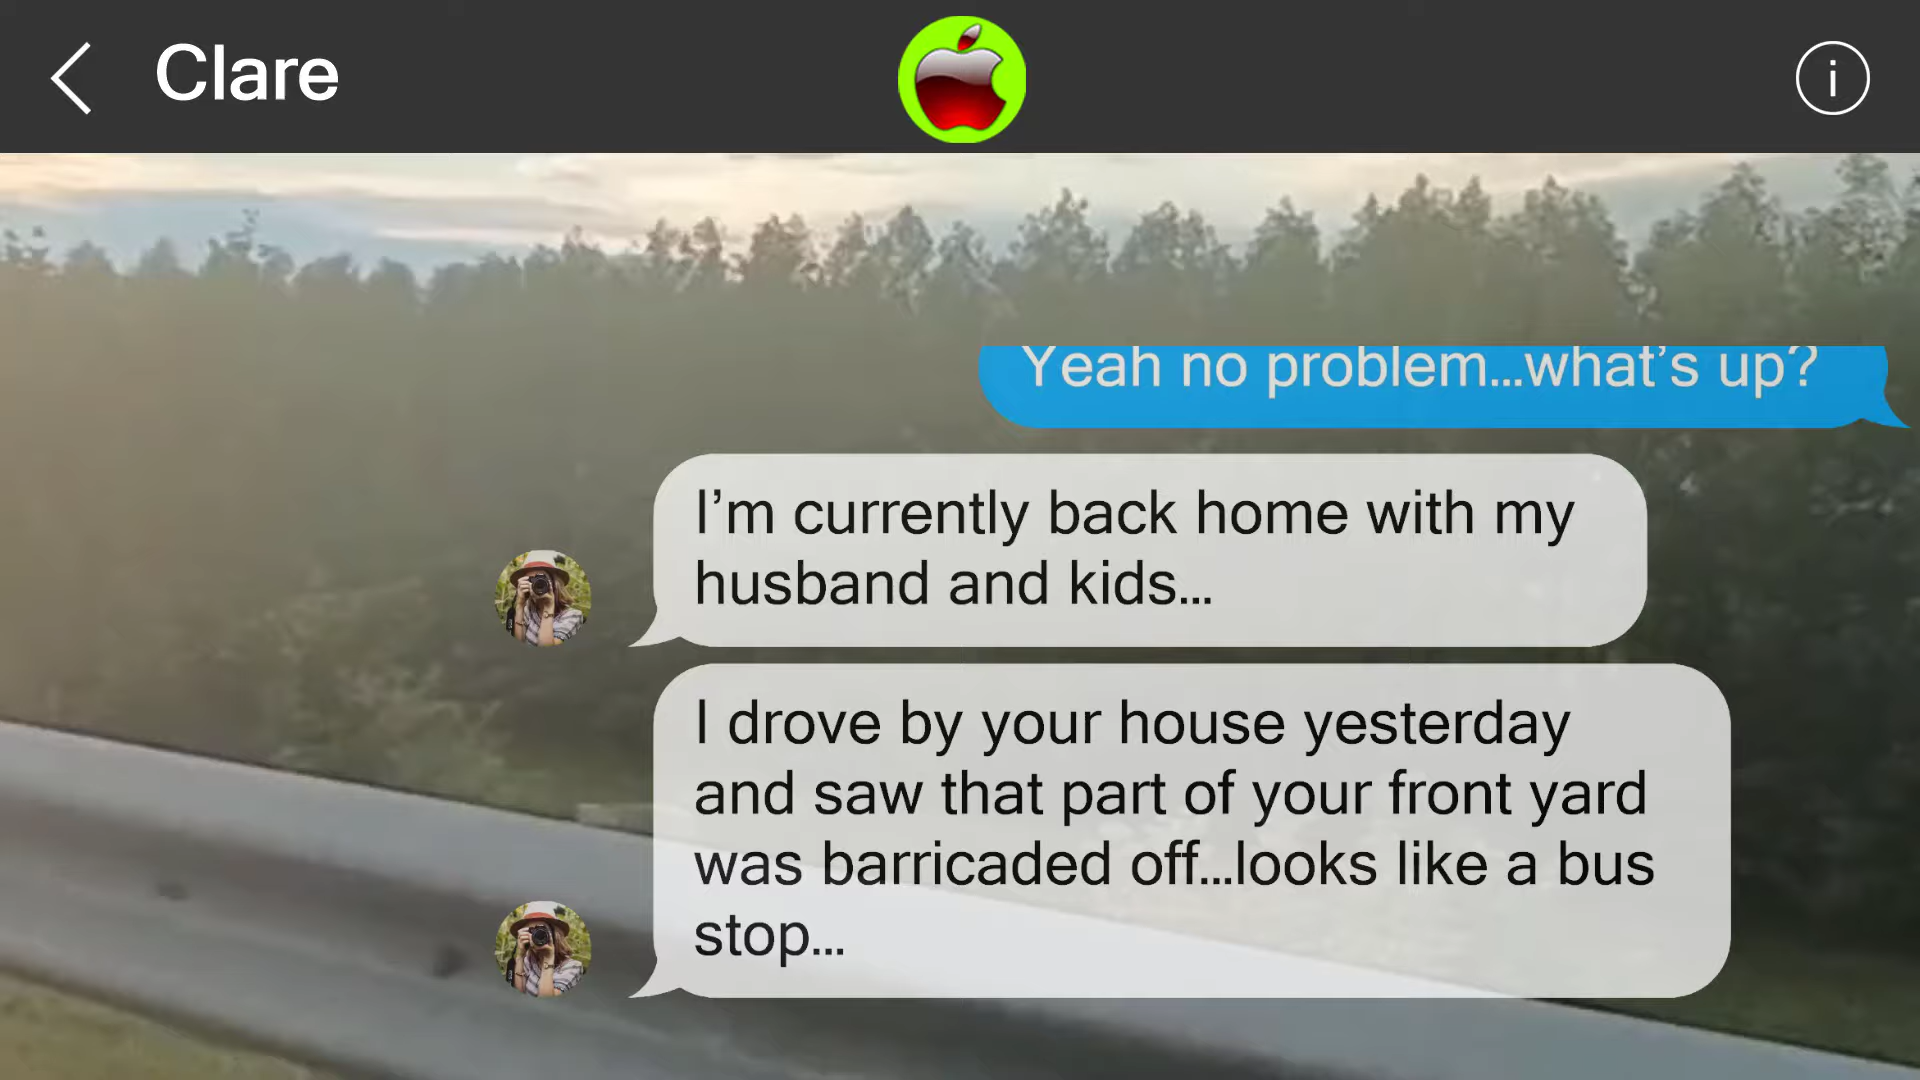 Clare
i
Yeah no problem...what’s up?
I’m currently back home with my
husband and kids...
I drove by your house yesterday
and saw that part of your front yard
was barricaded off...looks like a bus
stop...